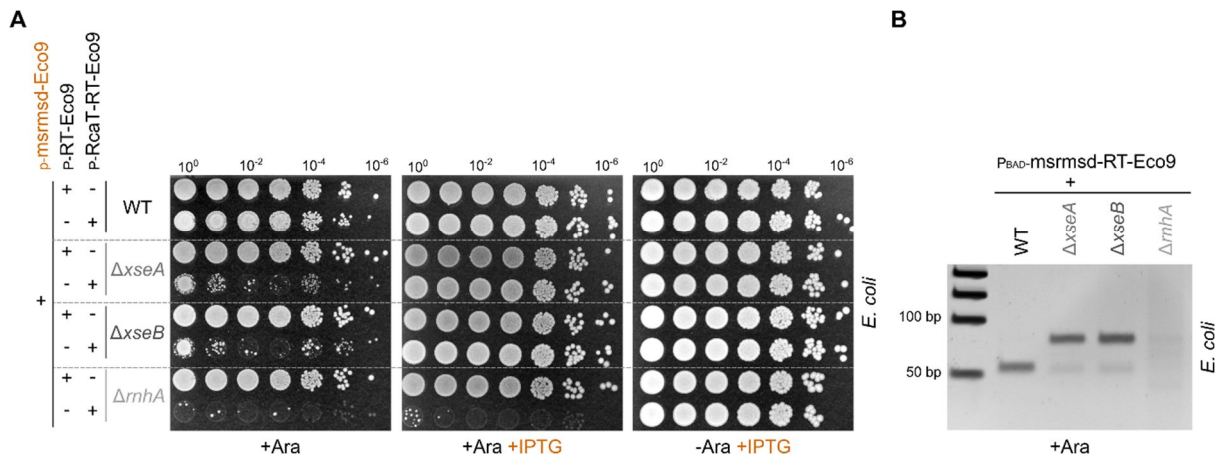 A
p-msrmsd-Eco9
P-RT-Eco9
P-RcaT-RT-Eco9
10⁰ 10⁻² 10⁻⁴ 10⁻⁶
10⁰ 10⁻² 10⁻⁴ 10⁻⁶
10⁰ 10⁻² 10⁻⁴ 10⁻⁶
+ - WT
- +
+ - ΔxseA
- +
+
+ - ΔxseB
- +
+ - ΔrnhA
- +
E. coli
+Ara
+Ara +IPTG
-Ara +IPTG
B
PBAD-msrmsd-RT-Eco9
+
WT
ΔxseA
ΔxseB
ΔrnhA
100 bp
50 bp
E. coli
+Ara